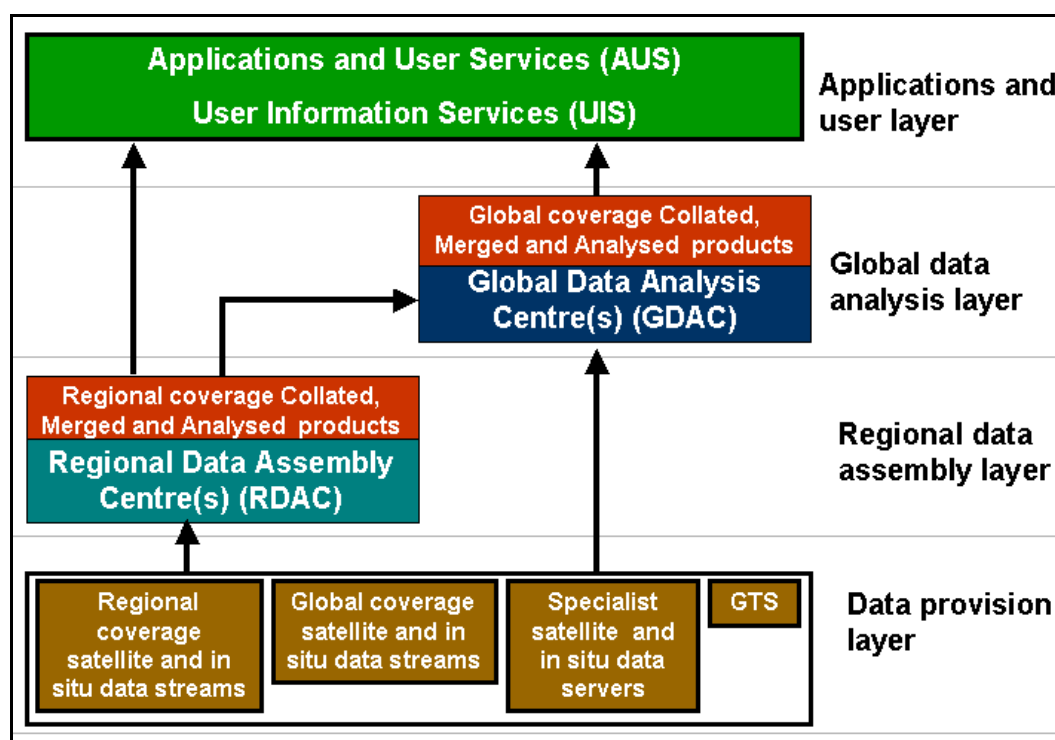 Applications and User Services (AUS)
User Information Services (UIS)
Applications and
user layer
Global coverage Collated,
Merged and Analysed products
Global Data Analysis
Centre(s) (GDAC)
Global data
analysis layer
Regional coverage Collated,
Merged and Analysed products
Regional Data Assembly
Centre(s) (RDAC)
Regional data
assembly layer
Regional
coverage
satellite and in
situ data streams
Global coverage
satellite and in
situ data streams
Specialist
satellite and
in situ data
servers
GTS
Data provision
layer